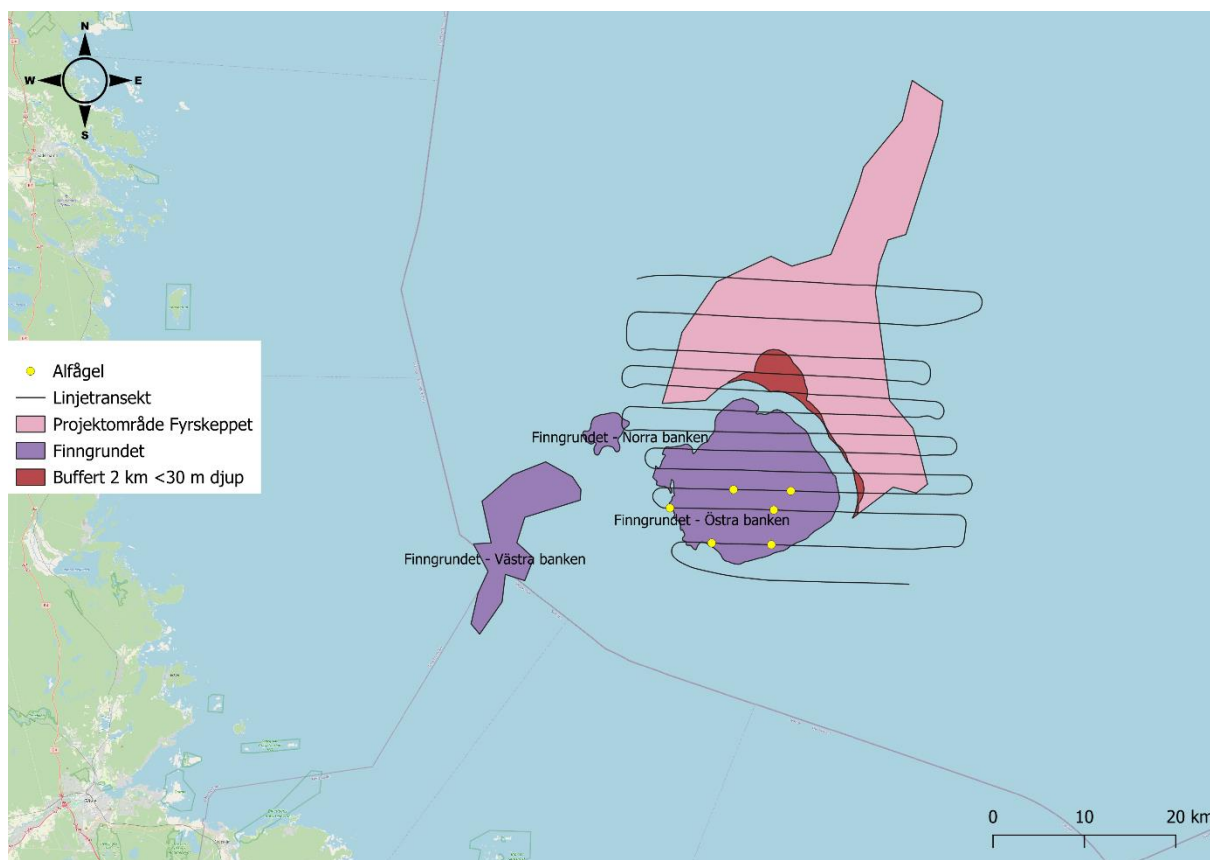 N
W
E
S
Alfågel
Linjetransekt
Projektområde Fyrskeppet
Finngrundet
Buffert 2 km <30 m djup
Finngrundet - Norra banken
Finngrundet - Östra banken
Finngrundet - Västra banken
Gävle
0 10 20 km